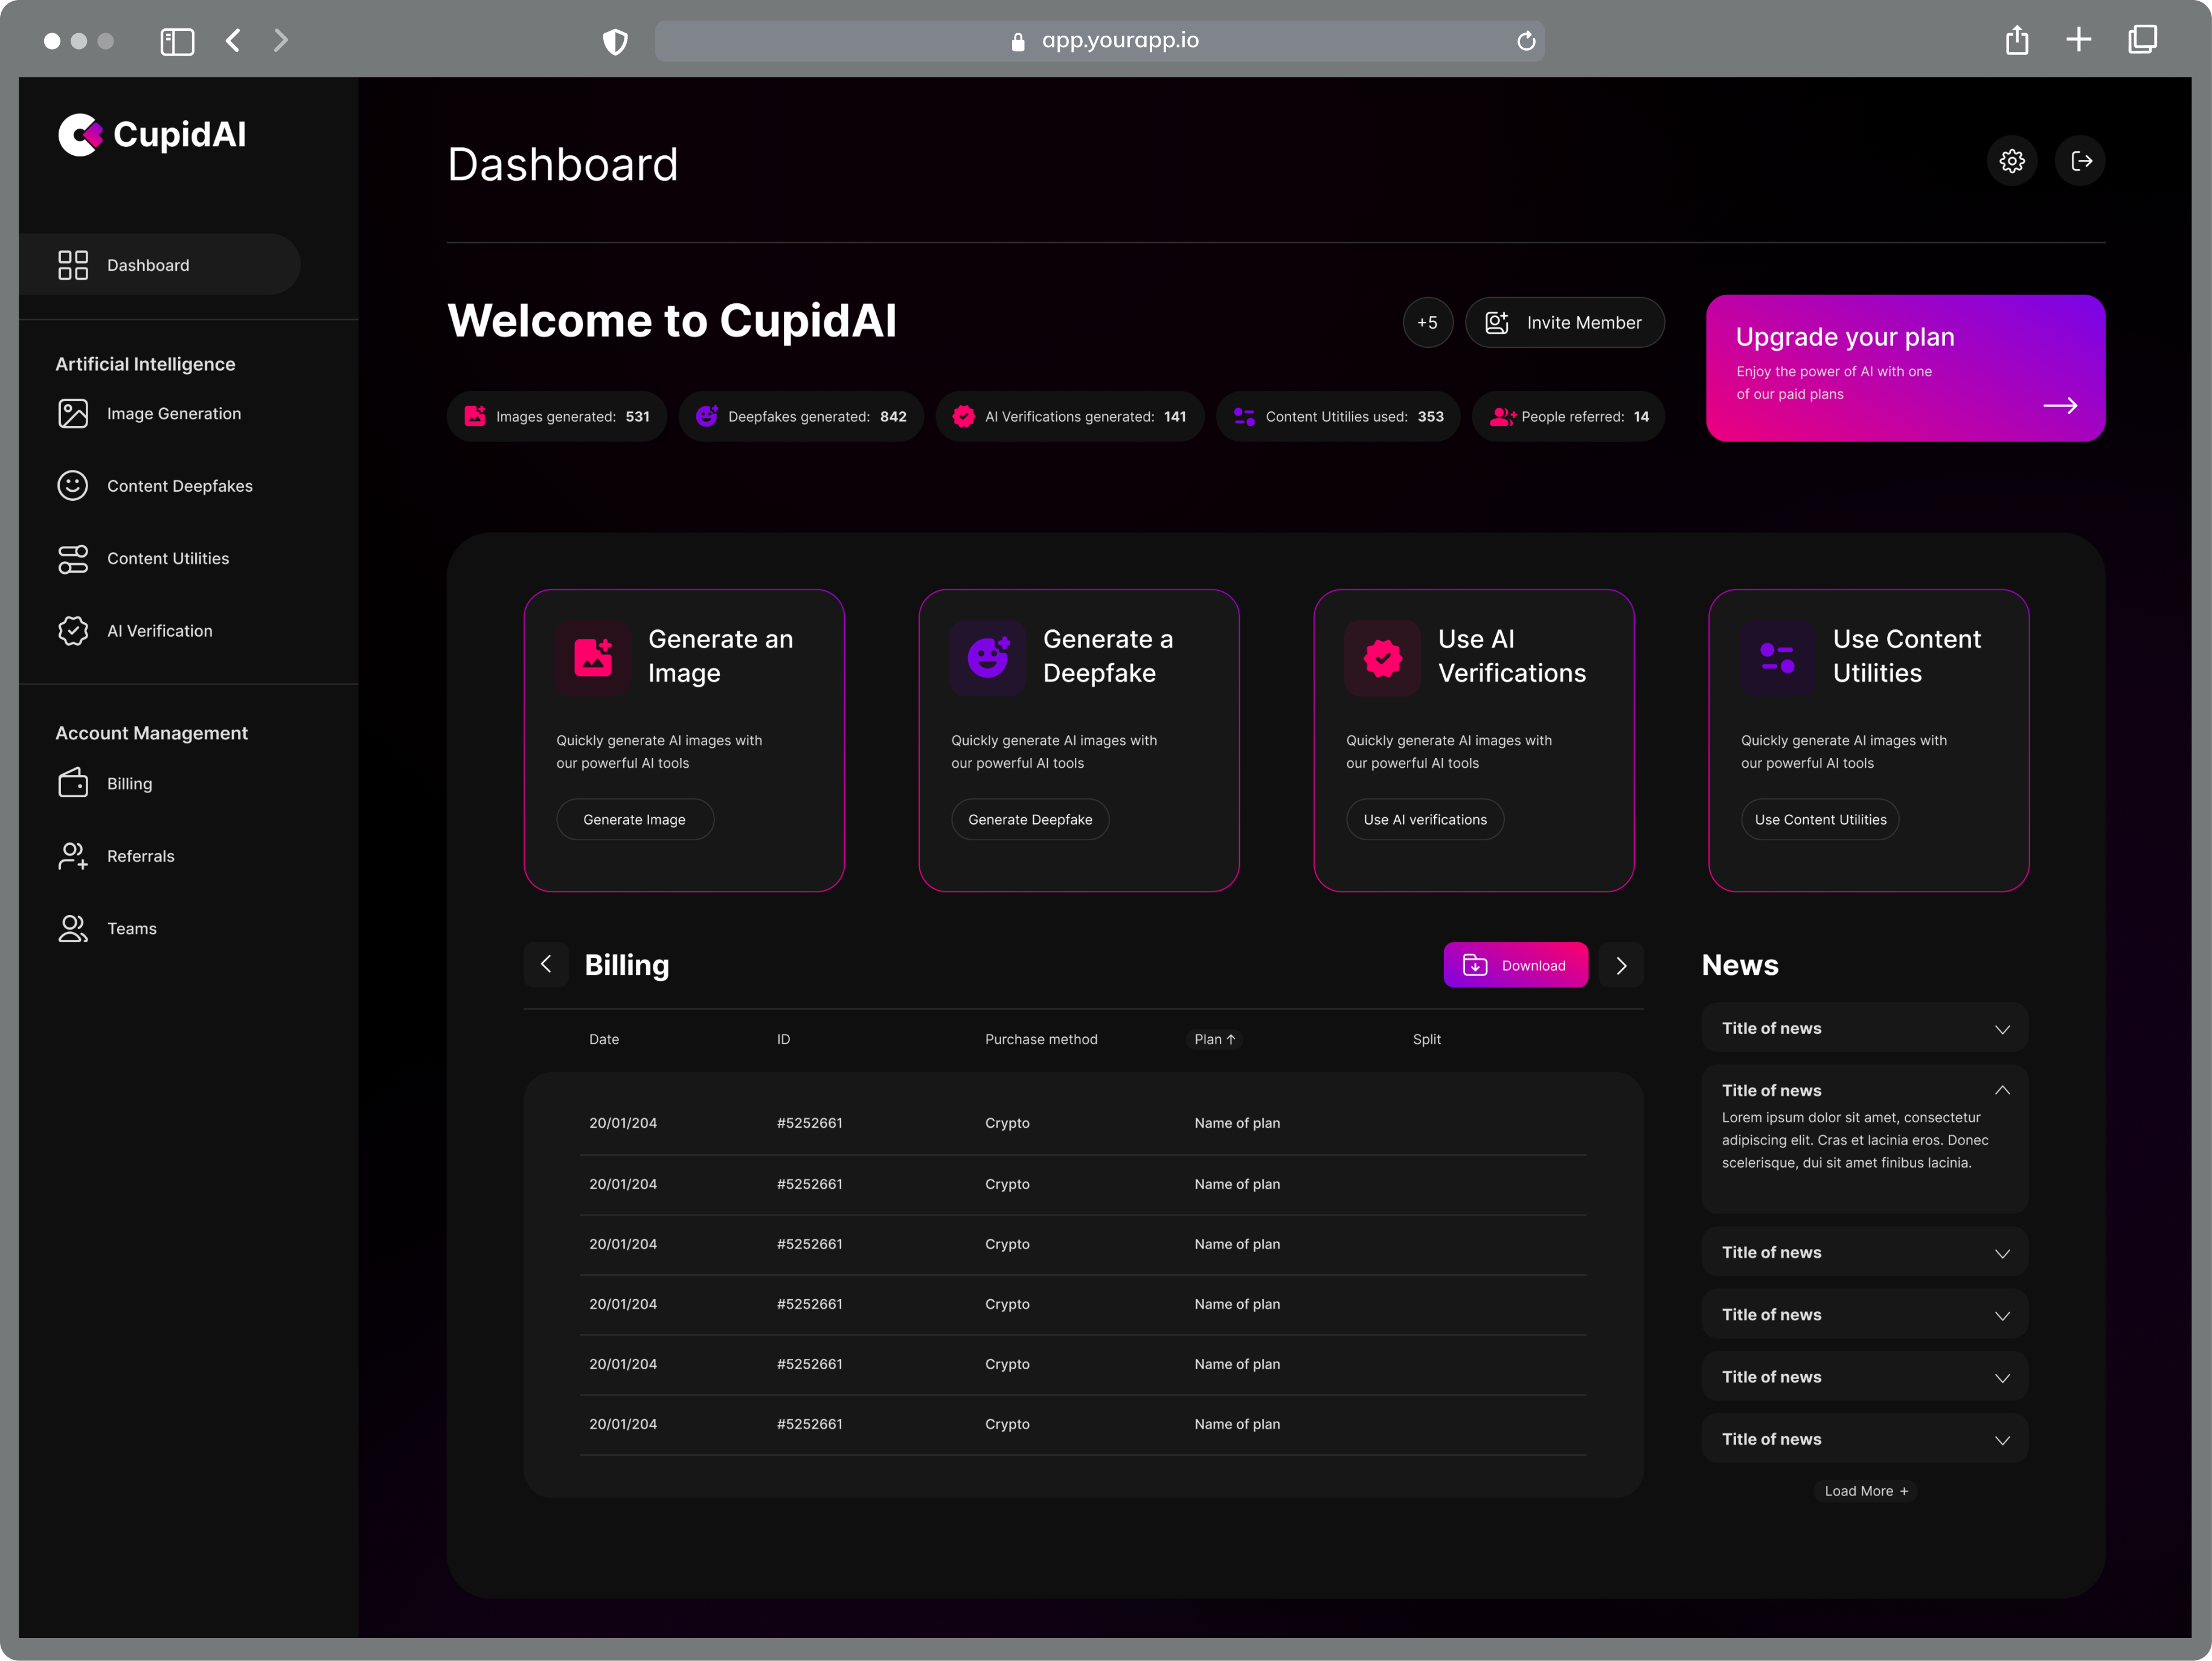 app.yourapp.io
CupidAI
Dashboard
Artificial Intelligence
Image Generation
Content Deepfakes
Content Utilities
AI Verification
Account Management
Billing
Referrals
Teams
Dashboard
Welcome to CupidAI
+5
Invite Member
Images generated: 531
Deepfakes generated: 842
AI Verifications generated: 141
Content Utitilies used: 353
People referred: 14
Upgrade your plan
Enjoy the power of AI with one
of our paid plans
Generate an
Image
Quickly generate AI images with
our powerful AI tools
Generate Image
Generate a
Deepfake
Quickly generate AI images with
our powerful AI tools
Generate Deepfake
Use AI
Verifications
Quickly generate AI images with
our powerful AI tools
Use AI verifications
Use Content
Utilities
Quickly generate AI images with
our powerful AI tools
Use Content Utilities
Billing
Download
Date ID Purchase method Plan ↑ Split
20/01/204 #5252661 Crypto Name of plan
20/01/204 #5252661 Crypto Name of plan
20/01/204 #5252661 Crypto Name of plan
20/01/204 #5252661 Crypto Name of plan
20/01/204 #5252661 Crypto Name of plan
20/01/204 #5252661 Crypto Name of plan
News
Title of news
Title of news
Lorem ipsum dolor sit amet, consectetur
adipiscing elit. Cras et lacinia eros. Donec
scelerisque, dui sit amet finibus lacinia.
Title of news
Title of news
Title of news
Title of news
Load More +